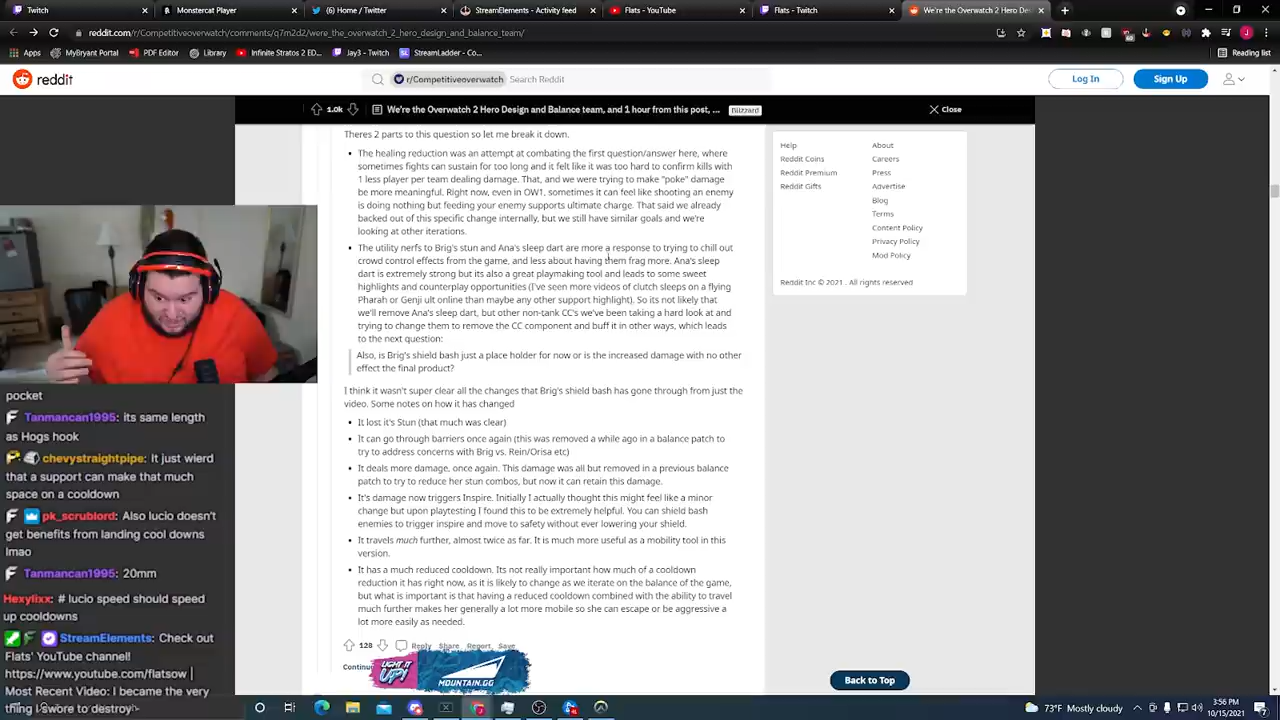 Twitch
Monstercat Player
(6) Home / Twitter
StreamElements - Activity feed
Flats - YouTube
Flats - Twitch
We're the Overwatch 2 Hero Des
reddit.com/r/Competitiveoverwatch/comments/q7m2d2/were_the_overwatch_2_hero_design_and_balance_team/
Apps
MyBryant Portal
PDF Editor
Library
Infinite Stratos 2 ED...
Jay3 - Twitch
StreamLadder - Co...
Reading list
reddit
r/Competitiveoverwatch
Search Reddit
Log In
Sign Up
1.0k
We're the Overwatch 2 Hero Design and Balance team, and 1 hour from this post, ...
Blizzard
Close
Theres 2 parts to this question so let me break it down.
The healing reduction was an attempt at combating the first question/answer here, where
sometimes fights can sustain for too long and it felt like it was too hard to confirm kills with
1 less player per team dealing damage. That, and we were trying to make "poke" damage
be more meaningful. Right now, even in OW1, sometimes it can feel like shooting an enemy
is doing nothing but feeding your enemy supports ultimate charge. That said we already
backed out of this specific change internally, but we still have similar goals and we're
looking at other iterations.
The utility nerfs to Brig's stun and Ana's sleep dart are more a response to trying to chill out
crowd control effects from the game, and less about having them frag more. Ana's sleep
dart is extremely strong but its also a great playmaking tool and leads to some sweet
highlights and counterplay opportunities (I've seen more videos of clutch sleeps on a flying
Pharah or Genji ult online than maybe any other support highlight). So its not likely that
we'll remove Ana's sleep dart, but other non-tank CC's we've been taking a hard look at and
trying to change them to remove the CC component and buff it in other ways, which leads
to the next question:
Also, is Brig's shield bash just a place holder for now or is the increased damage with no other
effect the final product?
I think it wasn't super clear all the changes that Brig's shield bash has gone through from just the
video. Some notes on how it has changed
It lost it's Stun (that much was clear)
It can go through barriers once again (this was removed a while ago in a balance patch to
try to address concerns with Brig vs. Rein/Orisa etc)
It deals more damage, once again. This damage was all but removed in a previous balance
patch to try to reduce her stun combos, but now it can retain this damage.
It's damage now triggers Inspire. Initially I actually thought this might feel like a minor
change but upon playtesting I found this to be extremely helpful. You can shield bash
enemies to trigger inspire and move to safety without ever lowering your shield.
It travels much further, almost twice as far. It is much more useful as a mobility tool in this
version.
It has a much reduced cooldown. Its not really important how much of a cooldown
reduction it has right now, as it is likely to change as we iterate on the balance of the game,
but what is important is that having a reduced cooldown combined with the ability to travel
much further makes her generally a lot more mobile so she can escape or be aggressive a
lot more easily as needed.
128
Reply
Share
Report
Save
Continu
LIGHT IT UP!
MOUNTAIN.GG
Help
About
Reddit Coins
Careers
Reddit Premium
Press
Reddit Gifts
Advertise
Blog
Terms
Content Policy
Privacy Policy
Mod Policy
Reddit Inc © 2021 . All rights reserved
Back to Top
pocket
Tanmancan1995: its same length
as Hogs hook
chevystraightpipe: It just wierd
that a support can make that much
space on a cooldown
pk_scrublord: Also lucio doesn't
get benefits from landing cool downs
lmao
Tanmancan1995: 20mm
Hexylixx: # lucio speed should speed
up cooldowns
StreamElements: Check out
Flats' YouTube channel!
https://www.youtube.com/flatsow |
Most Recent Video: I became the very
thing I swore to destroy!
73°F Mostly cloudy
3:56 PM
10/15/2021